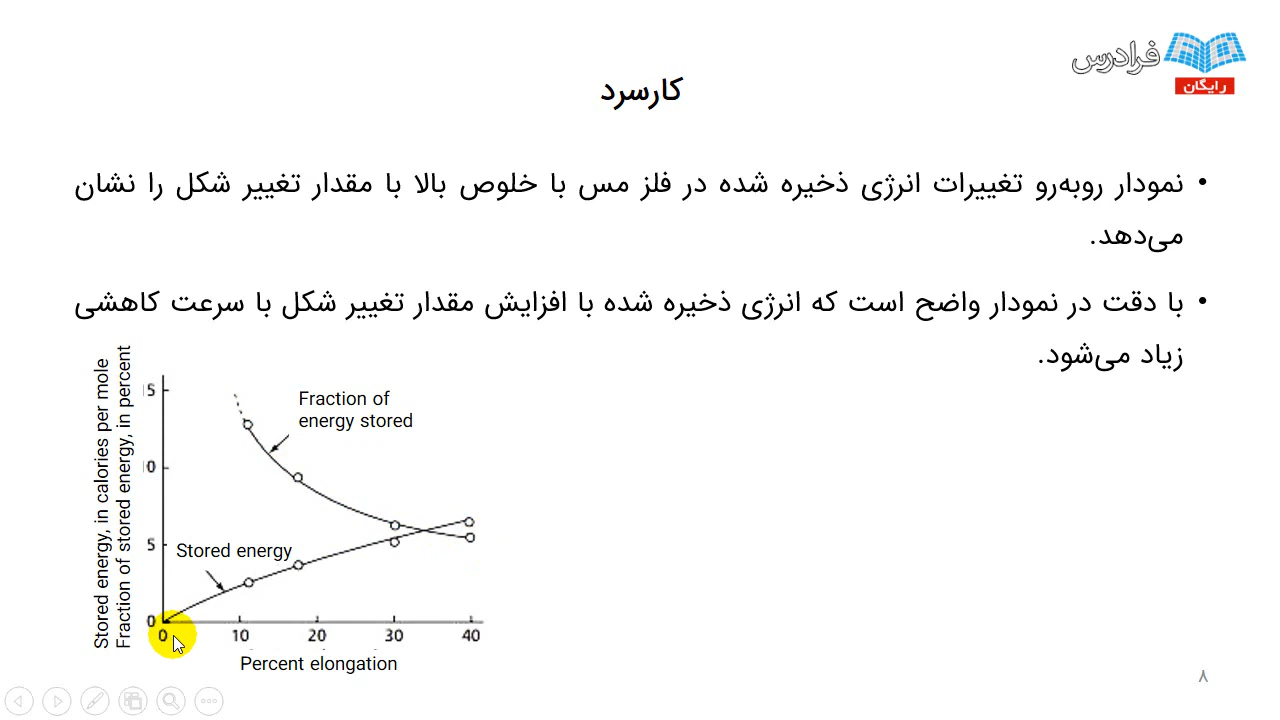 فرادرس
رایگان
کارسرد
• نمودار روبه‌رو تغییرات انرژی ذخیره شده در فلز مس با خلوص بالا با مقدار تغییر شکل را نشان
می‌دهد.
• با دقت در نمودار واضح است که انرژی ذخیره شده با افزایش مقدار تغییر شکل با سرعت کاهشی
زیاد می‌شود.
Stored energy, in calories per mole
Fraction of stored energy, in percent
Fraction of
energy stored
Stored energy
5
0
5
0
0 10 20 30 40
Percent elongation
۸